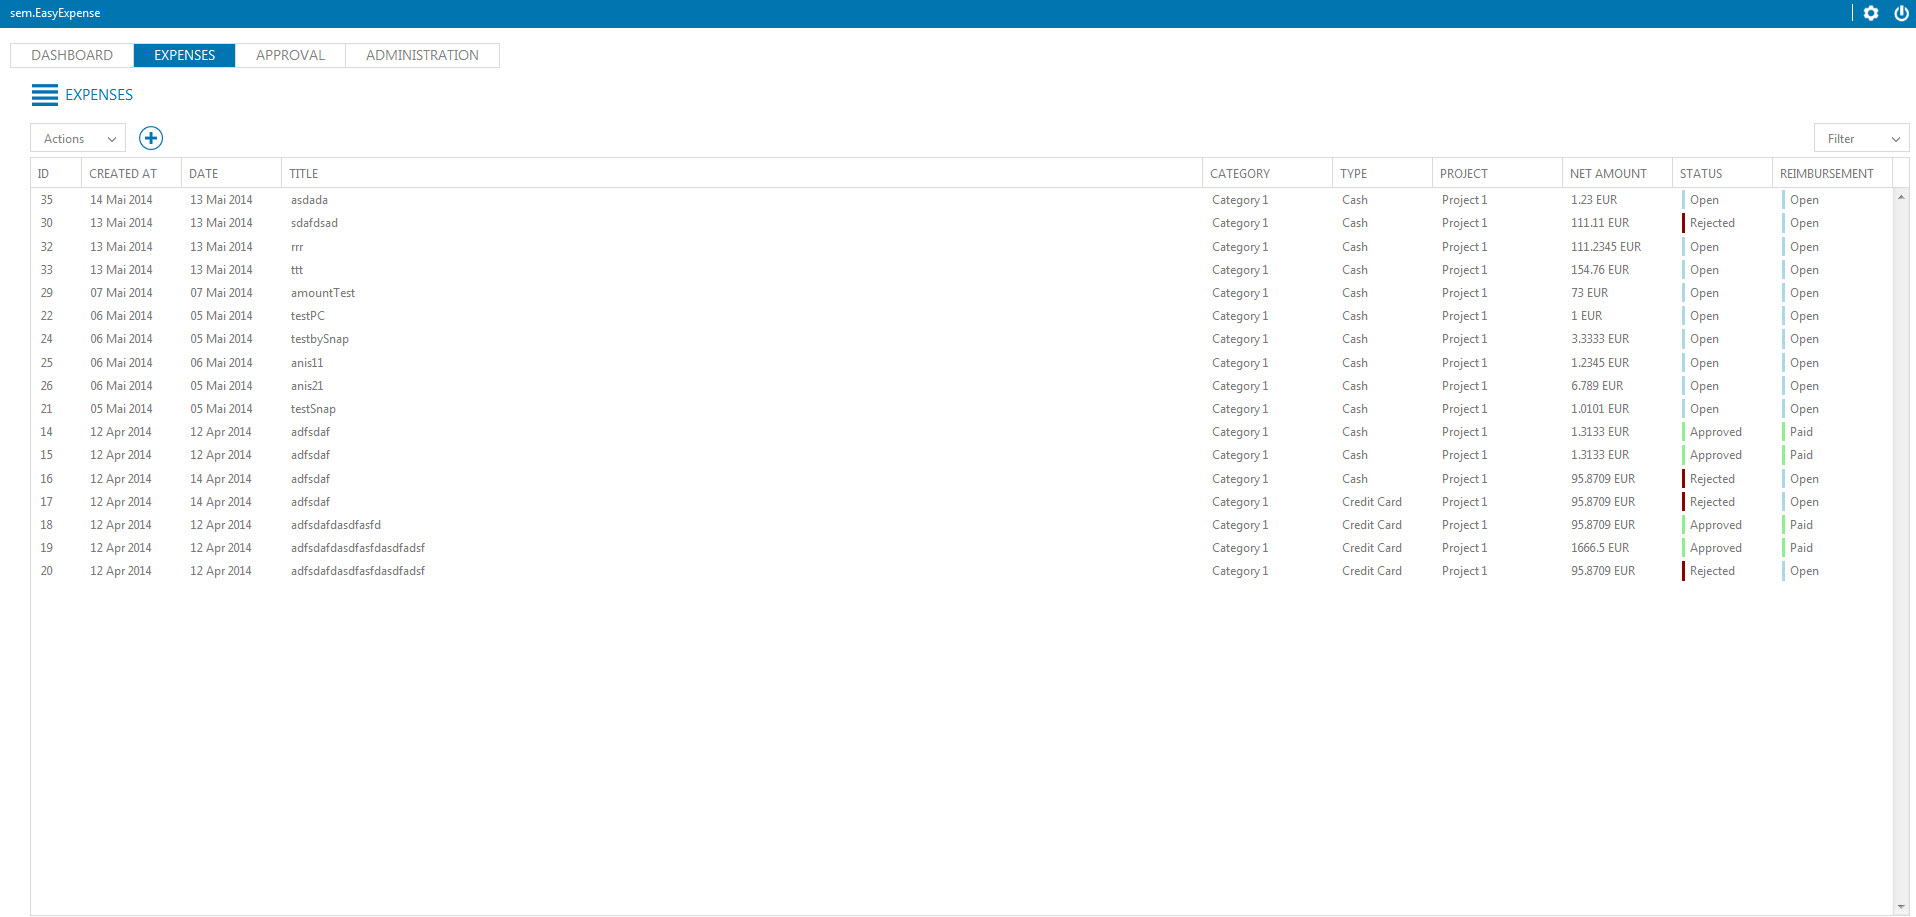 sem.EasyExpense
DASHBOARD EXPENSES APPROVAL ADMINISTRATION
EXPENSES
Actions Filter
ID CREATED AT DATE TITLE CATEGORY TYPE PROJECT NET AMOUNT STATUS REIMBURSEMENT
35 14 Mai 2014 13 Mai 2014 asdada Category 1 Cash Project 1 1.23 EUR Open Open
30 13 Mai 2014 13 Mai 2014 sdafdsad Category 1 Cash Project 1 111.11 EUR Rejected Open
32 13 Mai 2014 13 Mai 2014 rrr Category 1 Cash Project 1 111.2345 EUR Open Open
33 13 Mai 2014 13 Mai 2014 ttt Category 1 Cash Project 1 154.76 EUR Open Open
29 07 Mai 2014 07 Mai 2014 amountTest Category 1 Cash Project 1 73 EUR Open Open
22 06 Mai 2014 05 Mai 2014 testPC Category 1 Cash Project 1 1 EUR Open Open
24 06 Mai 2014 05 Mai 2014 testbySnap Category 1 Cash Project 1 3.3333 EUR Open Open
25 06 Mai 2014 06 Mai 2014 anis11 Category 1 Cash Project 1 1.2345 EUR Open Open
26 06 Mai 2014 05 Mai 2014 anis21 Category 1 Cash Project 1 6.789 EUR Open Open
21 05 Mai 2014 05 Mai 2014 testSnap Category 1 Cash Project 1 1.0101 EUR Open Open
14 12 Apr 2014 12 Apr 2014 adfsdaf Category 1 Cash Project 1 1.3133 EUR Approved Paid
15 12 Apr 2014 12 Apr 2014 adfsdaf Category 1 Cash Project 1 1.3133 EUR Approved Paid
16 12 Apr 2014 14 Apr 2014 adfsdaf Category 1 Cash Project 1 95.8709 EUR Rejected Open
17 12 Apr 2014 14 Apr 2014 adfsdaf Category 1 Credit Card Project 1 95.8709 EUR Rejected Open
18 12 Apr 2014 12 Apr 2014 adfsdafdasdfasfd Category 1 Credit Card Project 1 95.8709 EUR Approved Paid
19 12 Apr 2014 12 Apr 2014 adfsdafdasdfasfdasdfadsf Category 1 Credit Card Project 1 1666.5 EUR Approved Paid
20 12 Apr 2014 12 Apr 2014 adfsdafdasdfasfdasdfadsf Category 1 Credit Card Project 1 95.8709 EUR Rejected Open